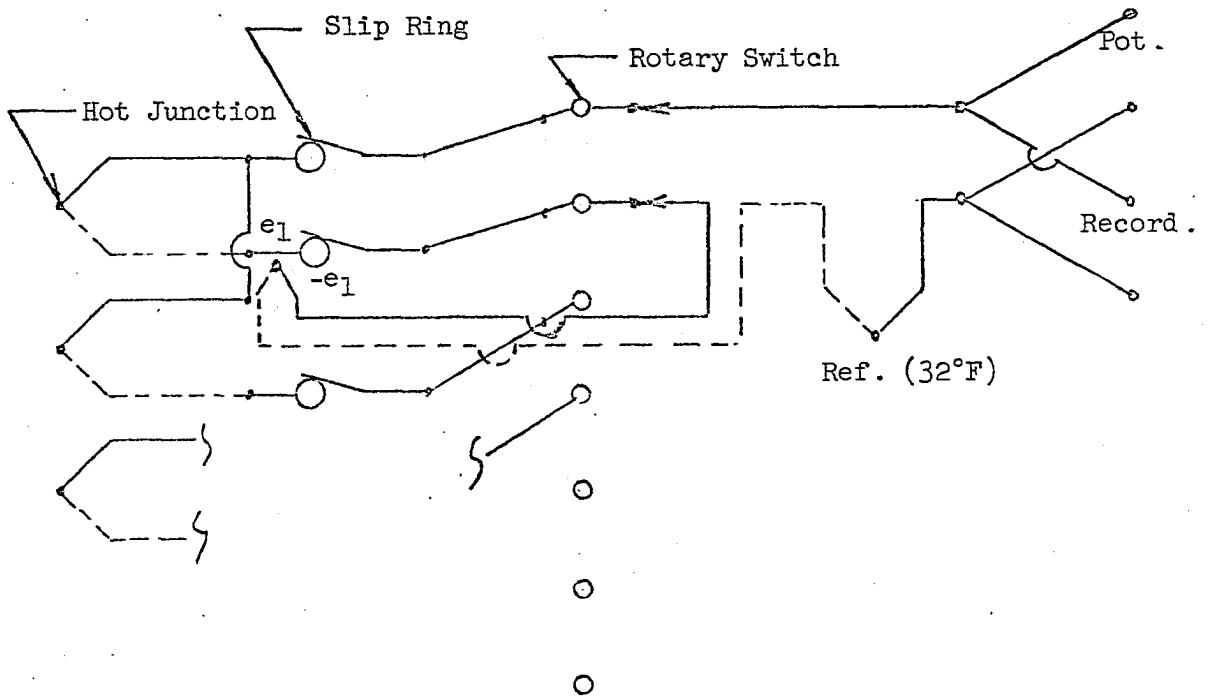 Slip Ring
Pot.
Rotary Switch
Hot Junction
Record.
e1
-e1
Ref. (32°F)